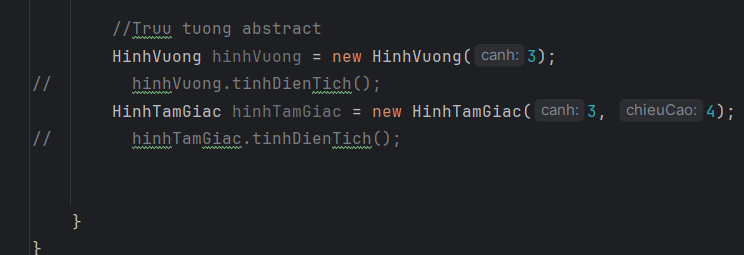 //Truu tuong abstract
HinhVuong hinhVuong = new HinhVuong( canh: 3);
//        hinhVuong.tinhDienTich();
HinhTamGiac hinhTamGiac = new HinhTamGiac( canh: 3,  chieuCao: 4);
//        hinhTamGiac.tinhDienTich();
}
}